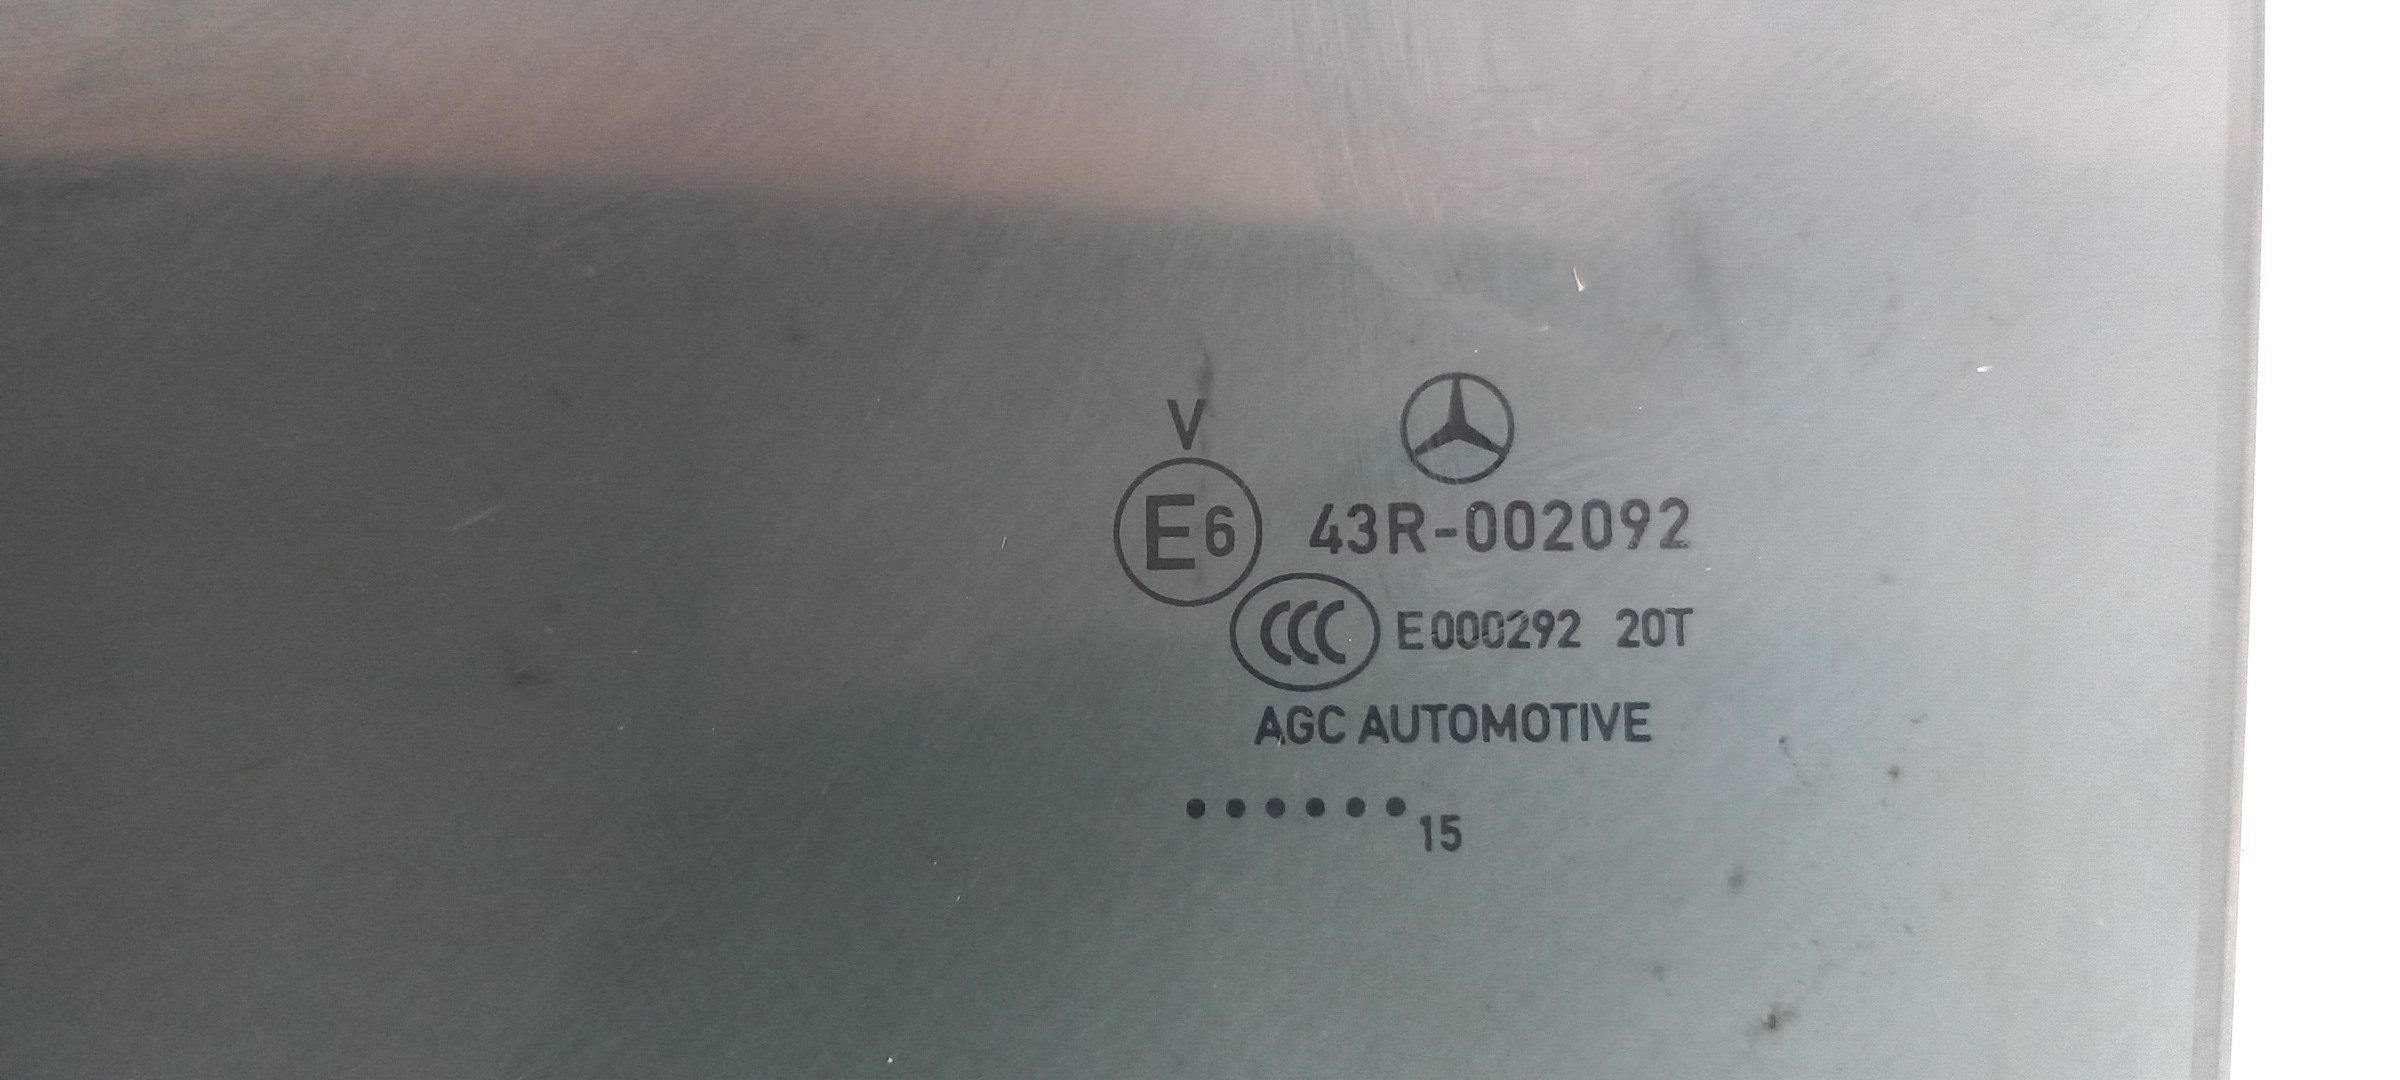 V
E6 43R-002092
CCC E000292 20T
AGC AUTOMOTIVE
......15